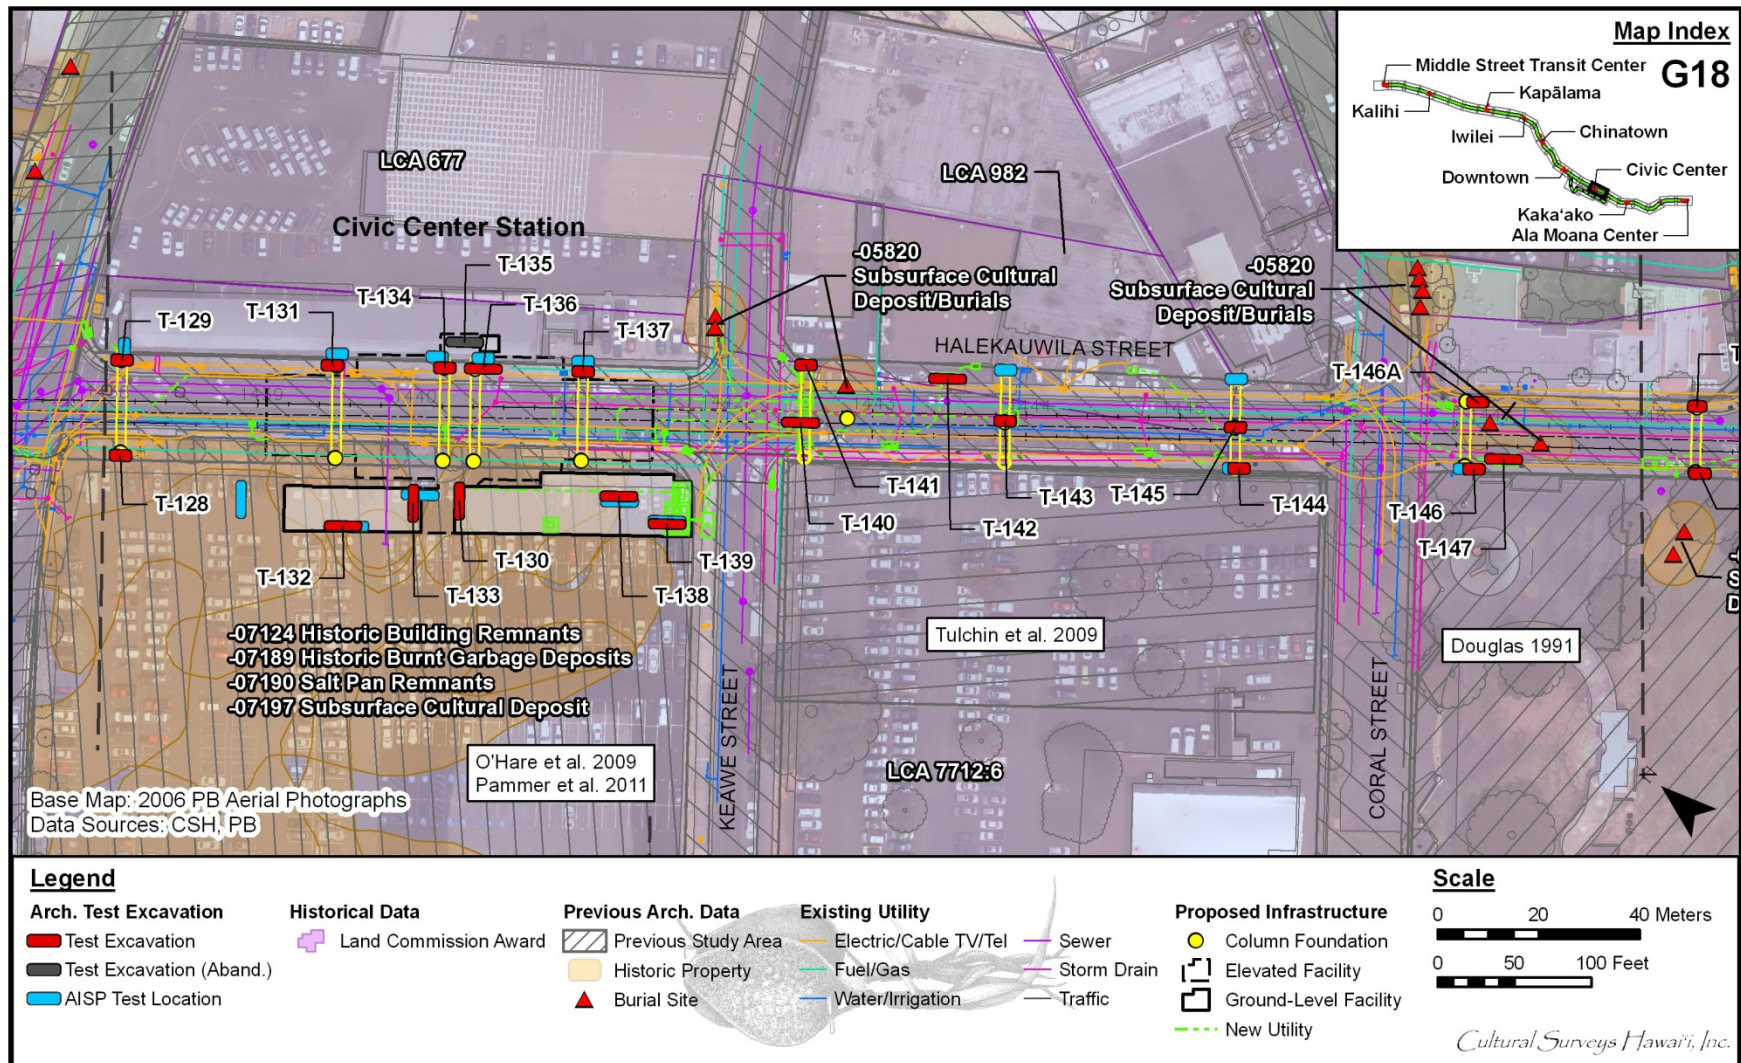 Map Index
G18
Middle Street Transit Center
Kapālama
Kalihi
Iwilei
Chinatown
Civic Center
Downtown
Kaka‘ako
Ala Moana Center
LCA 677
LCA 982
Civic Center Station
-05820
Subsurface Cultural
Deposit/Burials
-05820
Subsurface Cultural
Deposit/Burials
T-135
T-134
T-136
T-131
T-129
T-137
HALEKAUWILA STREET
T-146A
T-128
T-141
T-143
T-145
T-144
T-146
T-140
T-142
T-147
T-130
T-139
T-132
T-133
T-138
-07124 Historic Building Remnants
-07189 Historic Burnt Garbage Deposits
-07190 Salt Pan Remnants
-07197 Subsurface Cultural Deposit
Tulchin et al. 2009
Douglas 1991
KEAWE STREET
CORAL STREET
O'Hare et al. 2009
Pammer et al. 2011
LCA 7712:6
Base Map: 2006 PB Aerial Photographs
Data Sources: CSH, PB
Legend
Arch. Test Excavation
Test Excavation
Test Excavation (Aband.)
AISP Test Location
Historical Data
Land Commission Award
Previous Arch. Data
Previous Study Area
Historic Property
Burial Site
Existing Utility
Electric/Cable TV/Tel
Fuel/Gas
Water/Irrigation
Sewer
Storm Drain
Traffic
Proposed Infrastructure
Column Foundation
Elevated Facility
Ground-Level Facility
New Utility
Scale
0 20 40 Meters
0 50 100 Feet
Cultural Surveys Hawai‘i, Inc.